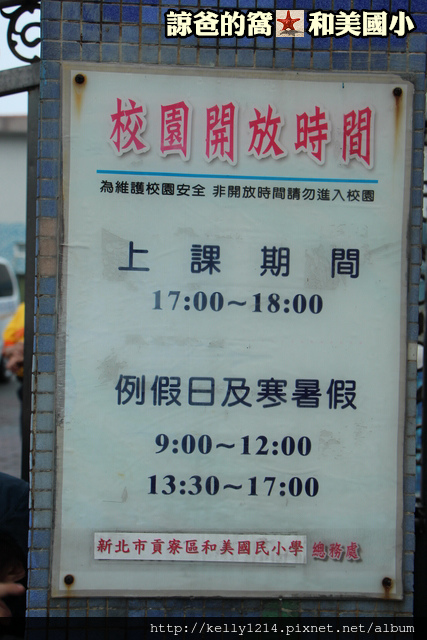 諒爸的窩 和美國小
校園開放時間
為維護校園安全 非開放時間請勿進入校園
上課期間
17:00~18:00
例假日及寒暑假
9:00~12:00
13:30~17:00
新北市貢寮區和美國民小學 總務處
http://kelly1214.pixnet.net/album